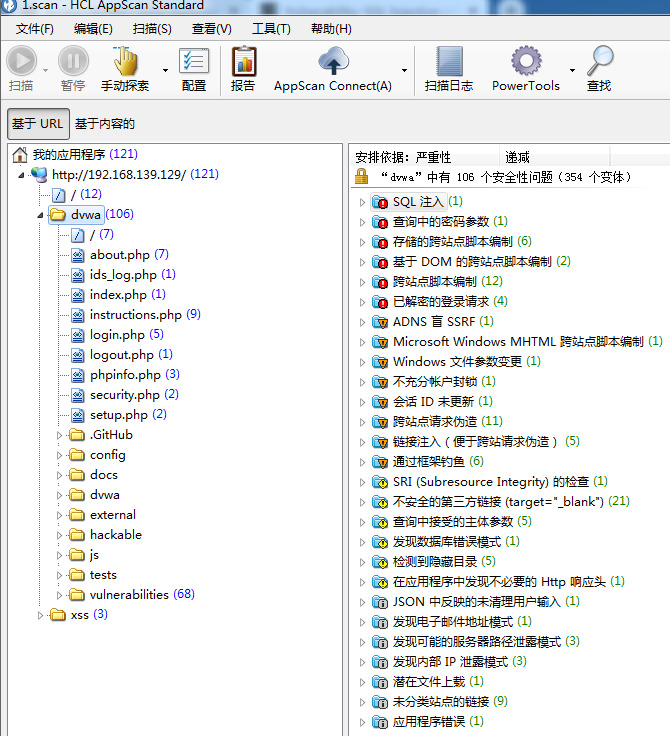 1.scan - HCL AppScan Standard
文件(F) 编辑(E) 扫描(S) 查看(V) 工具(T) 帮助(H)
扫描 暂停 手动探索 配置 报告 AppScan Connect(A) 扫描日志 PowerTools 查找
基于 URL 基于内容的
我的应用程序 (121)
http://192.168.139.129/ (121)
/ (12)
dvwa (106)
/ (7)
about.php (7)
ids_log.php (1)
index.php (1)
instructions.php (9)
login.php (5)
logout.php (1)
phpinfo.php (3)
security.php (2)
setup.php (2)
.GitHub
config
docs
dvwa
external
hackable
js
tests
vulnerabilities (68)
xss (3)
安排依据: 严重性 递减
“dvwa”中有 106 个安全性问题（354 个变体）
SQL 注入 (1)
查询中的密码参数 (1)
存储的跨站点脚本编制 (6)
基于 DOM 的跨站点脚本编制 (2)
跨站点脚本编制 (12)
已解密的登录请求 (4)
ADNS 盲 SSRF (1)
Microsoft Windows MHTML 跨站点脚本编制 (1)
Windows 文件参数变更 (1)
不充分帐户封锁 (1)
会话 ID 未更新 (1)
跨站点请求伪造 (11)
链接注入（便于跨站请求伪造） (5)
通过框架钓鱼 (6)
SRI (Subresource Integrity) 的检查 (1)
不安全的第三方链接 (target="_blank") (21)
查询中接受的主体参数 (5)
发现数据库错误模式 (1)
检测到隐藏目录 (5)
在应用程序中发现不必要的 Http 响应头 (1)
JSON 中反映的未清理用户输入 (1)
发现电子邮件地址模式 (1)
发现可能的服务器路径泄露模式 (3)
发现内部 IP 泄露模式 (3)
潜在文件上载 (1)
未分类站点的链接 (9)
应用程序错误 (1)